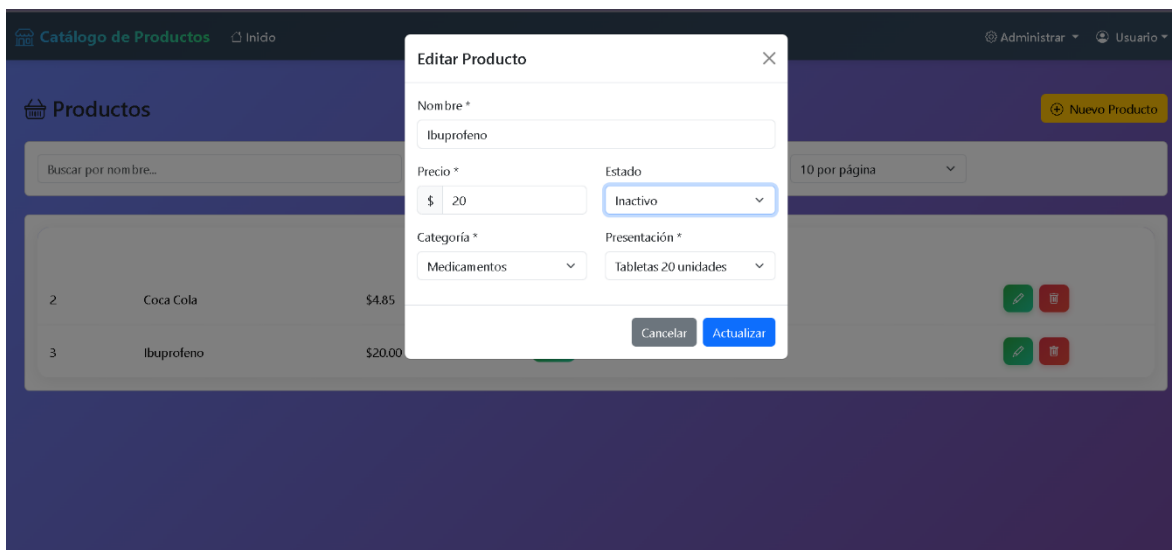 Catálogo de Productos Inicio Administrar Usuario
Editar Producto
Productos
Nuevo Producto
Nombre *
Ibuprofeno
Buscar por nombre...
10 por página
Precio * Estado
$ 20 Inactivo
Categoría * Presentación *
Medicamentos Tabletas 20 unidades
2 Coca Cola $4.85
Cancelar Actualizar
3 Ibuprofeno $20.00